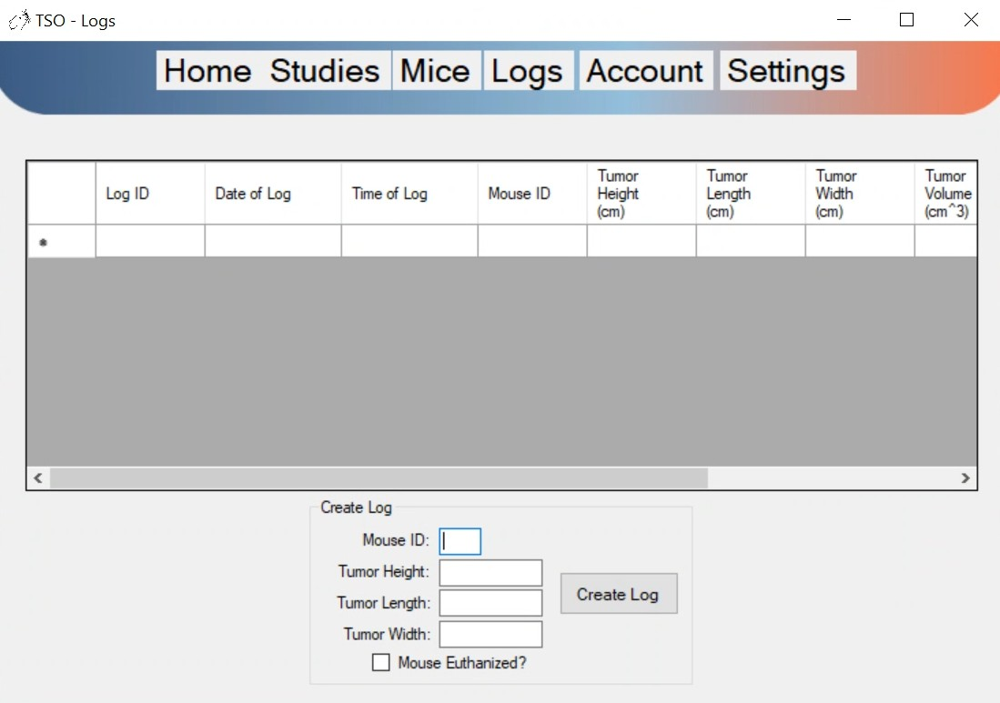 TSO - Logs
Home Studies Mice Logs Account Settings
Log ID
Date of Log
Time of Log
Mouse ID
Tumor
Height
(cm)
Tumor
Length
(cm)
Tumor
Width
(cm)
Tumor
Volume
(cm^3)
*
Create Log
Mouse ID:
Tumor Height:
Tumor Length:
Tumor Width:
Mouse Euthanized?
Create Log